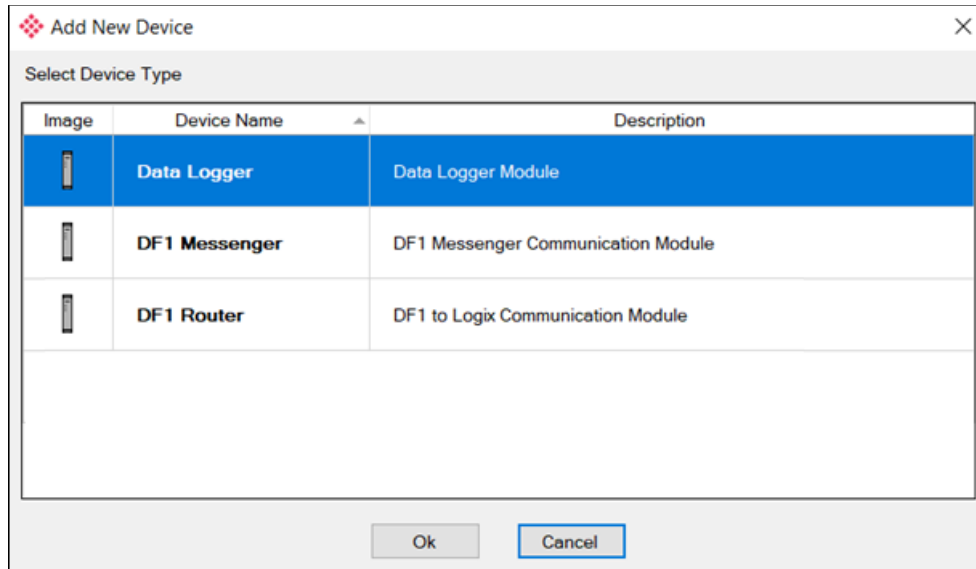 Add New Device
Select Device Type
Image Device Name Description
Data Logger Data Logger Module
DF1 Messenger DF1 Messenger Communication Module
DF1 Router DF1 to Logix Communication Module
Ok Cancel